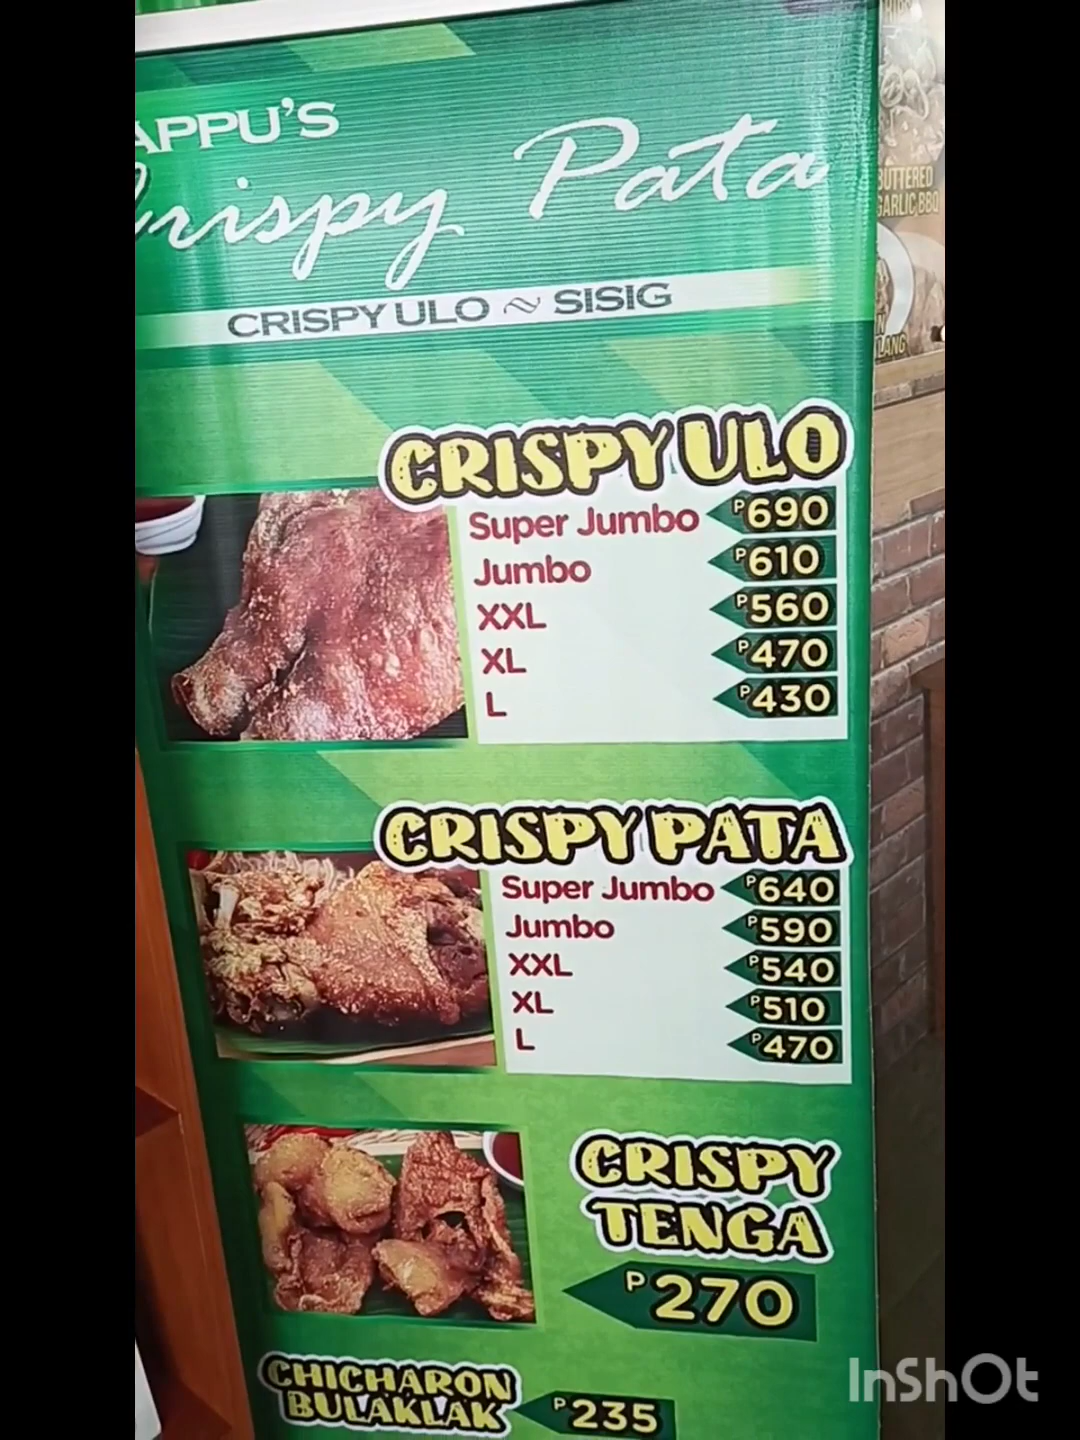 APPU'S
Crispy Pata
CRISPY ULO ~ SISIG
BUTTERED
GARLIC BBQ
CRISPY ULO
Super Jumbo ₱690
Jumbo ₱610
XXL ₱560
XL ₱470
L ₱430
CRISPY PATA
Super Jumbo ₱640
Jumbo ₱590
XXL ₱540
XL ₱510
L ₱470
CRISPY
TENGA
₱270
CHICHARON
BULAKLAK ₱235
InShOt